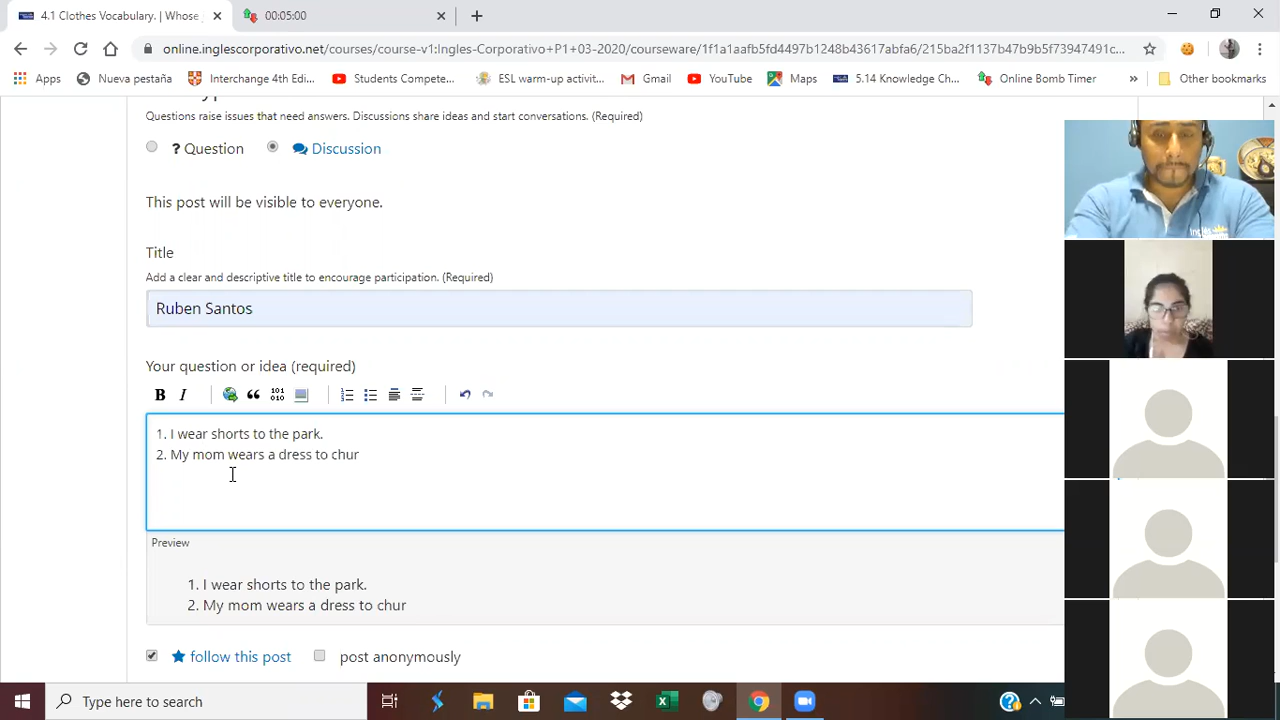 4.1 Clothes Vocabulary. | Whose
00:05:00
online.inglescorporativo.net/courses/course-v1:Ingles-Corporativo+P1+03-2020/courseware/1f1a1aafb5fd4497b1248b43617abfa6/215ba2f1137b47b9b5f73947491c...
Apps Nueva pestaña Interchange 4th Edi... Students Compete... ESL warm-up activit... Gmail YouTube Maps 5.14 Knowledge Ch... Online Bomb Timer » Other bookmarks
Questions raise issues that need answers. Discussions share ideas and start conversations. (Required)
? Question Discussion
This post will be visible to everyone.
Title
Add a clear and descriptive title to encourage participation. (Required)
Ruben Santos
Your question or idea (required)
B I
1. I wear shorts to the park.
2. My mom wears a dress to chur
Preview
1. I wear shorts to the park.
2. My mom wears a dress to chur
follow this post post anonymously
Type here to search